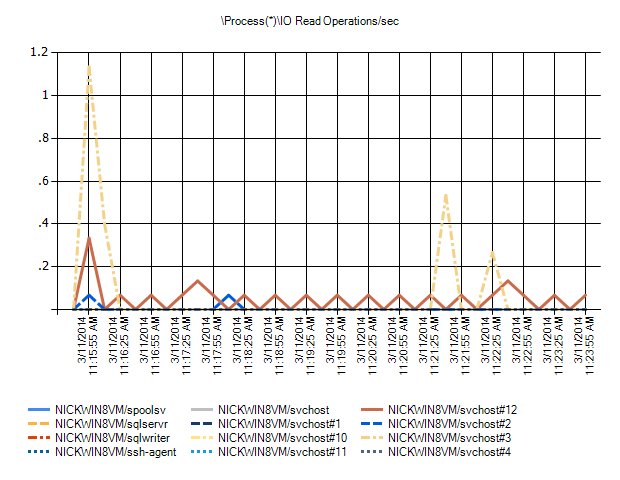 \Process(*)\IO Read Operations/sec
1.2
1
.8
.6
.4
.2
3/11/2014 11:15:55 AM
3/11/2014 11:16:25 AM
3/11/2014 11:16:55 AM
3/11/2014 11:17:25 AM
3/11/2014 11:17:55 AM
3/11/2014 11:18:25 AM
3/11/2014 11:18:55 AM
3/11/2014 11:19:25 AM
3/11/2014 11:19:55 AM
3/11/2014 11:20:25 AM
3/11/2014 11:20:55 AM
3/11/2014 11:21:25 AM
3/11/2014 11:21:55 AM
3/11/2014 11:22:25 AM
3/11/2014 11:22:55 AM
3/11/2014 11:23:25 AM
3/11/2014 11:23:55 AM
NICKWIN8VM/spoolsv NICKWIN8VM/svchost NICKWIN8VM/svchost#12
NICKWIN8VM/sqlservr NICKWIN8VM/svchost#1 NICKWIN8VM/svchost#2
NICKWIN8VM/sqlwriter NICKWIN8VM/svchost#10 NICKWIN8VM/svchost#3
NICKWIN8VM/ssh-agent NICKWIN8VM/svchost#11 NICKWIN8VM/svchost#4